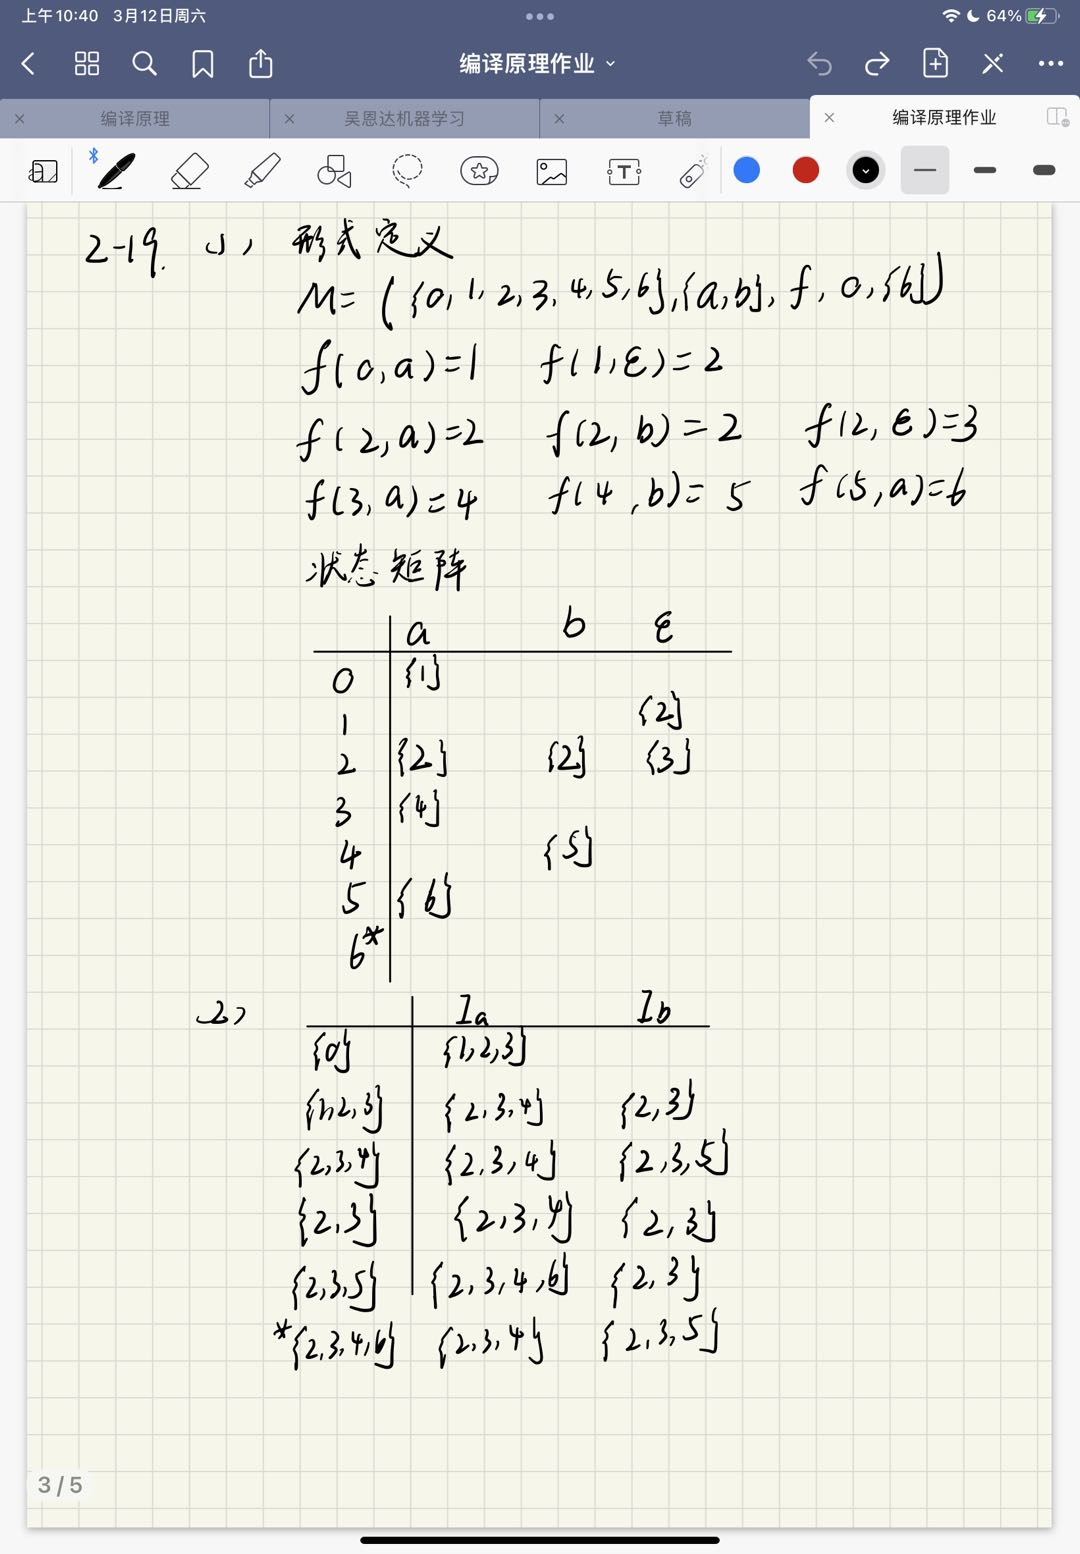 上午10:40 3月12日周六
64%
编译原理作业
编译原理
吴恩达机器学习
草稿
编译原理作业
2-19. (1) 形式定义
M= ({0,1,2,3,4,5,6},{a,b}, f, 0,{6})
f(0,a)=1 f(1,ε)=2
f(2,a)=2 f(2,b)=2 f(2,ε)=3
f(3,a)=4 f(4,b)=5 f(5,a)=6
状态矩阵
a b ε
0 {1}
1 {2}
2 {2} {2} {3}
3 {4}
4 {5}
5 {6}
6*
(2) Ia Ib
{0} {1,2,3}
{1,2,3} {2,3,4} {2,3}
{2,3,4} {2,3,4} {2,3,5}
{2,3} {2,3,4} {2,3}
{2,3,5} {2,3,4,6} {2,3}
*{2,3,4,6} {2,3,4} {2,3,5}
3/5